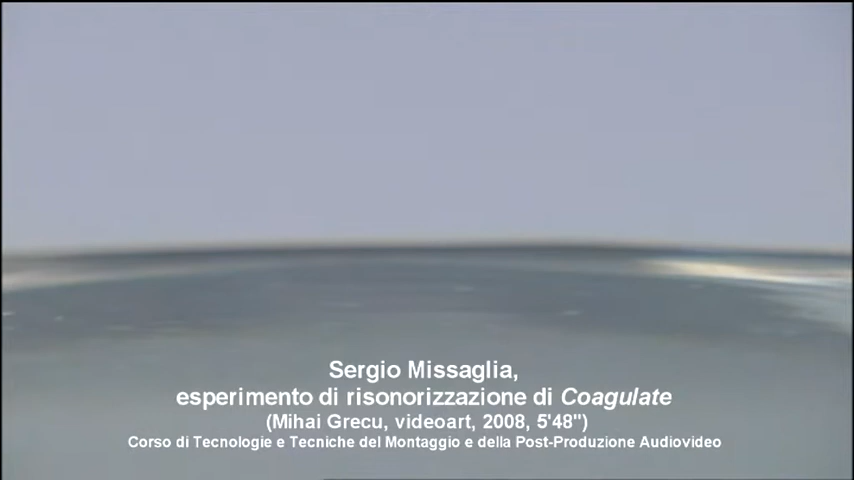 Sergio Missaglia,
esperimento di risonorizzazione di Coagulate
(Mihai Grecu, videoart, 2008, 5'48")
Corso di Tecnologie e Tecniche del Montaggio e della Post-Produzione Audiovideo